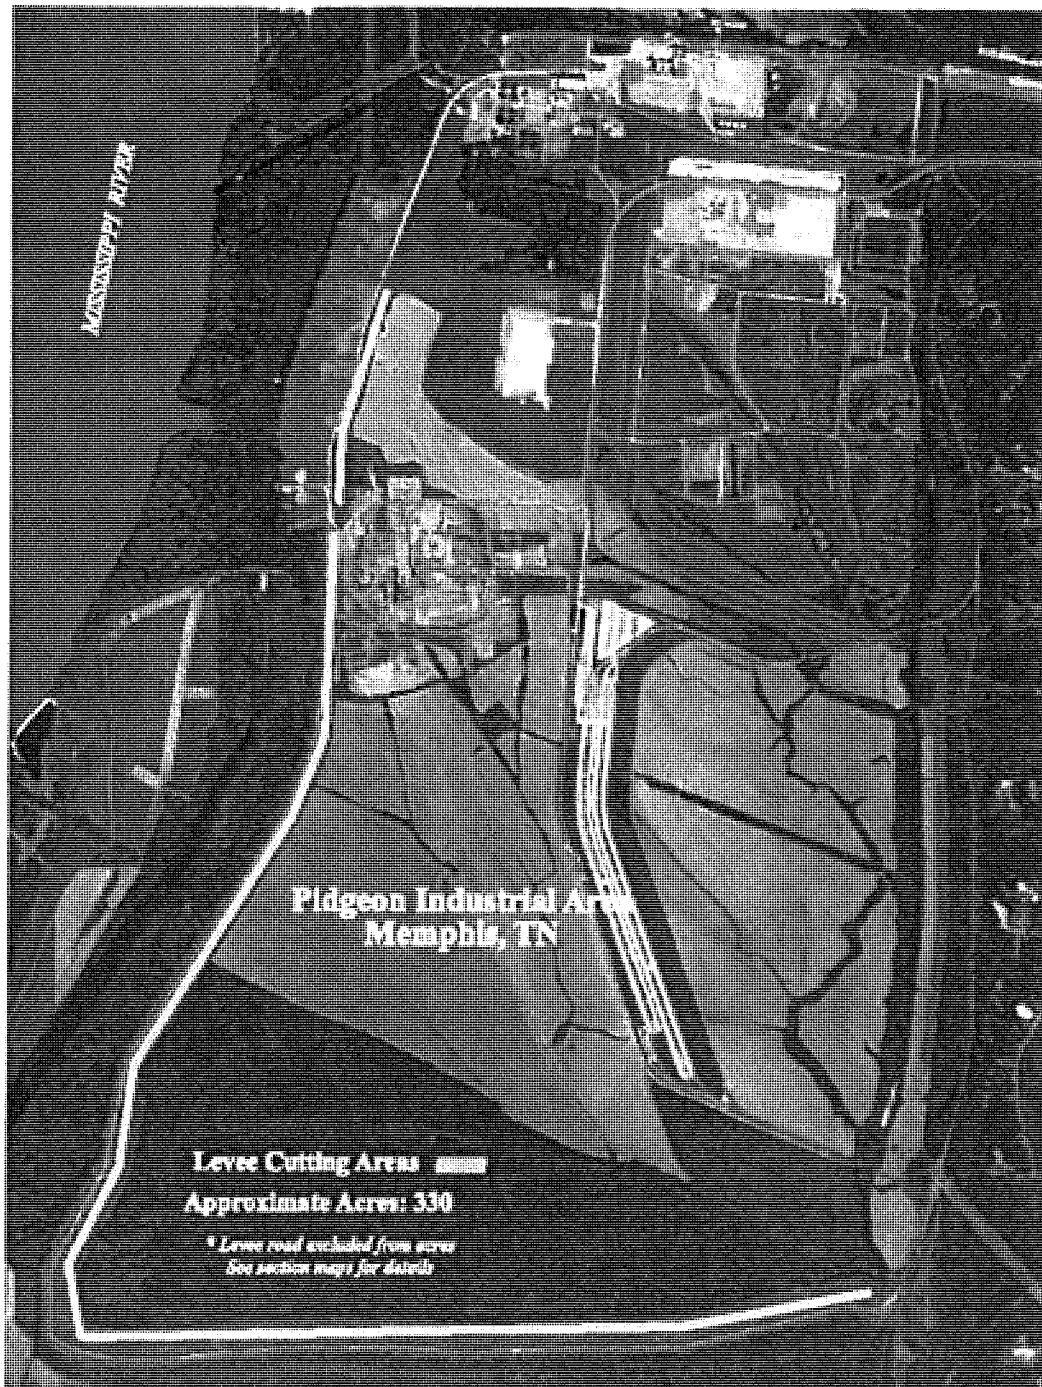 MISSISSIPPI RIVER
Pidgeon Industrial Area
Memphis, TN
Levee Cutting Areas
Approximate Acres: 330
* Levee road excluded from acres
See section maps for details